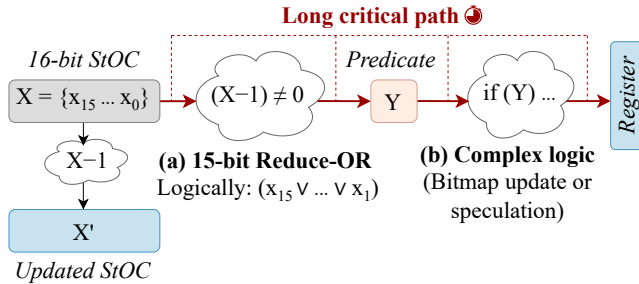 Long critical path
16-bit StOC
Predicate
X = {x15 ... x0}
(X−1) ≠ 0
Y
if (Y) ...
Register
X−1
(a) 15-bit Reduce-OR
Logically: (x15 ∨ ... ∨ x1)
(b) Complex logic
(Bitmap update or
speculation)
X'
Updated StOC